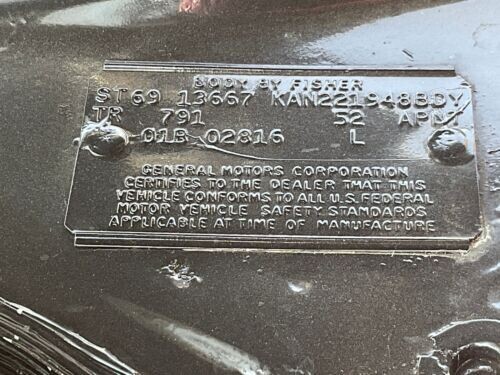 BODY BY FISHER
ST69 13667 KAN221948BDY
TR 791 52 APNT
01B 02816 L
GENERAL MOTORS CORPORATION
CERTIFIES TO THE DEALER THAT THIS
VEHICLE CONFORMS TO ALL U.S. FEDERAL
MOTOR VEHICLE SAFETY STANDARDS
APPLICABLE AT TIME OF MANUFACTURE